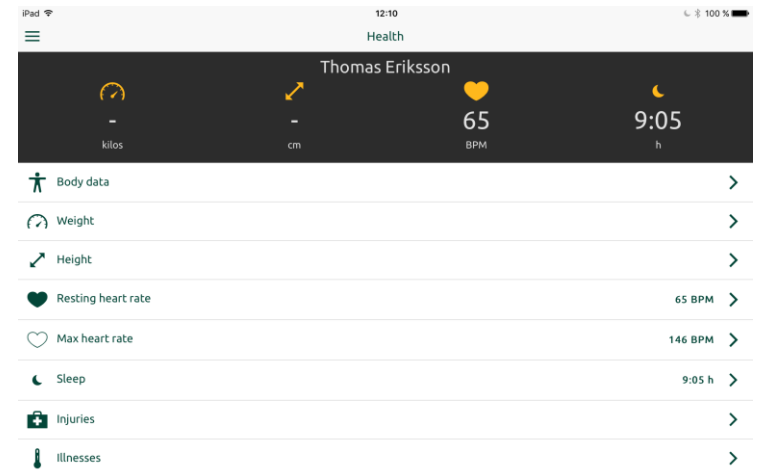 iPad 12:10 100 %
Health
Thomas Eriksson
- - 65 9:05
kilos cm BPM h
Body data
Weight
Height
Resting heart rate 65 BPM
Max heart rate 146 BPM
Sleep 9:05 h
Injuries
Illnesses